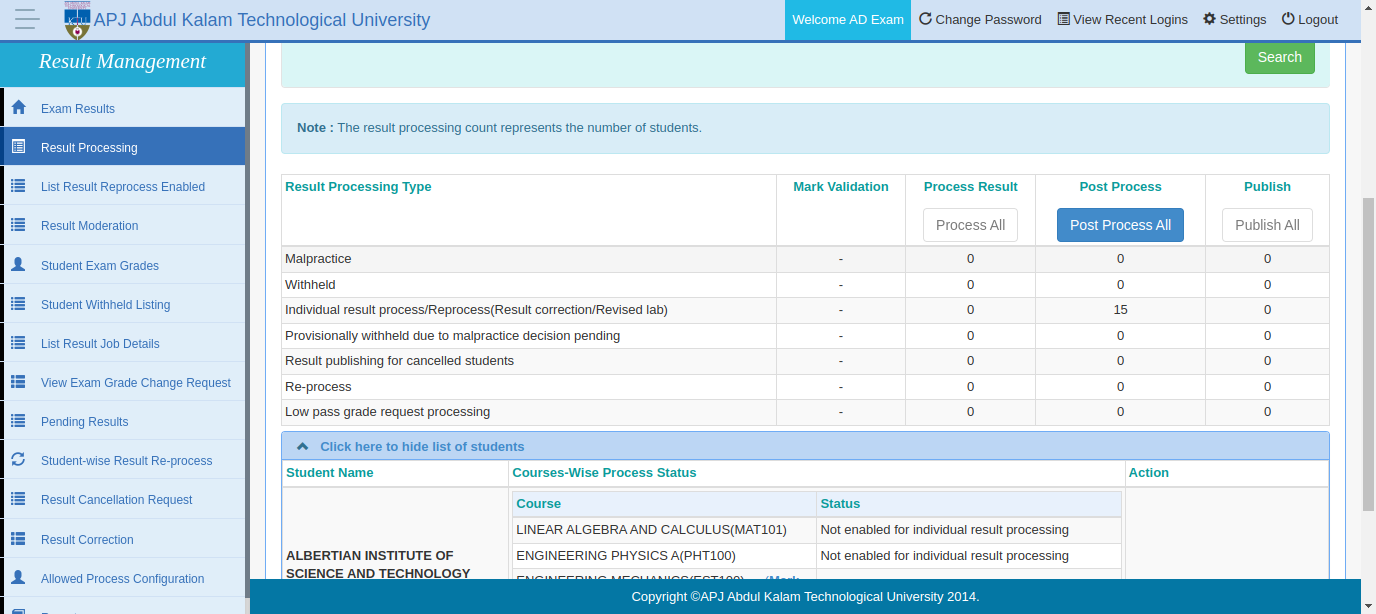 APJ Abdul Kalam Technological University
Welcome AD Exam Change Password View Recent Logins Settings Logout
Result Management
Exam Results
Result Processing
List Result Reprocess Enabled
Result Moderation
Student Exam Grades
Student Withheld Listing
List Result Job Details
View Exam Grade Change Request
Pending Results
Student-wise Result Re-process
Result Cancellation Request
Result Correction
Allowed Process Configuration
Search
Note : The result processing count represents the number of students.
Result Processing Type Mark Validation Process Result Post Process Publish
Process All Post Process All Publish All
Malpractice - 0 0 0
Withheld - 0 0 0
Individual result process/Reprocess(Result correction/Revised lab) - 0 15 0
Provisionally withheld due to malpractice decision pending - 0 0 0
Result publishing for cancelled students - 0 0 0
Re-process - 0 0 0
Low pass grade request processing - 0 0 0
Click here to hide list of students
Student Name Courses-Wise Process Status Action
Course Status
LINEAR ALGEBRA AND CALCULUS(MAT101) Not enabled for individual result processing
ENGINEERING PHYSICS A(PHT100) Not enabled for individual result processing
ALBERTIAN INSTITUTE OF
SCIENCE AND TECHNOLOGY
ENGINEERING MECHANICS(EST100) (Mark
Copyright ©APJ Abdul Kalam Technological University 2014.